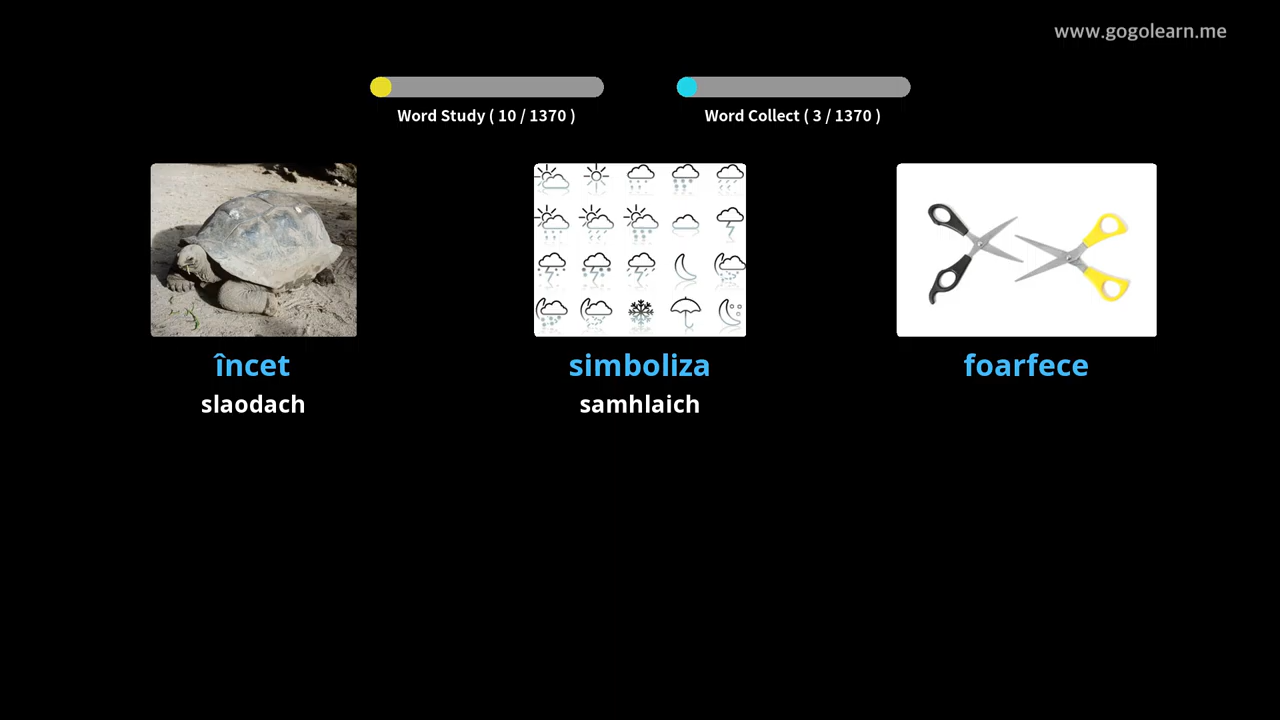 www.gogolearn.me
Word Study ( 10 / 1370 )
Word Collect ( 3 / 1370 )
încet
simboliza
foarfece
slaodach
samhlaich